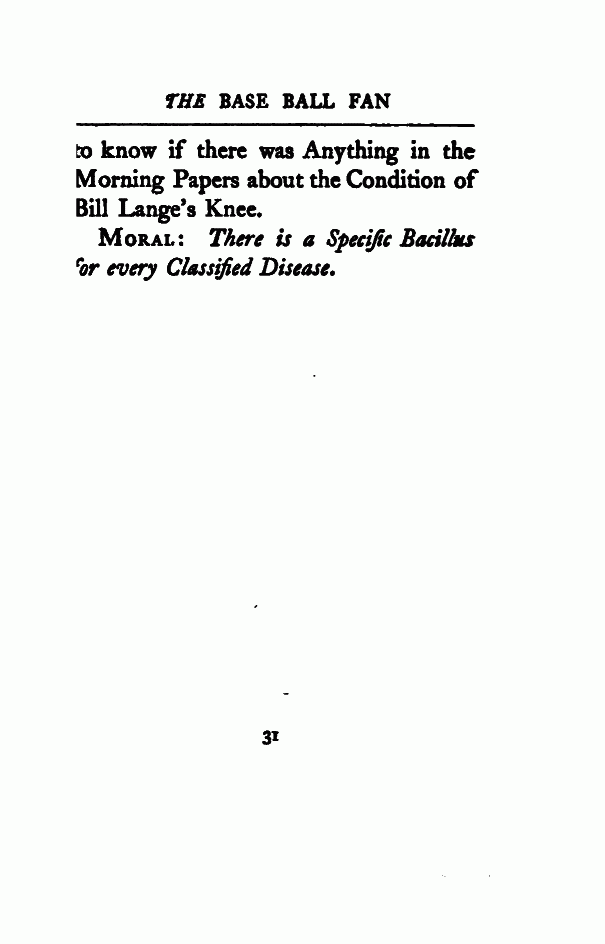 THE BASE BALL FAN
to know if there was Anything in the
Morning Papers about the Condition of
Bill Lange's Knee.
MORAL: There is a Specific Bacillus
for every Classified Disease.
31